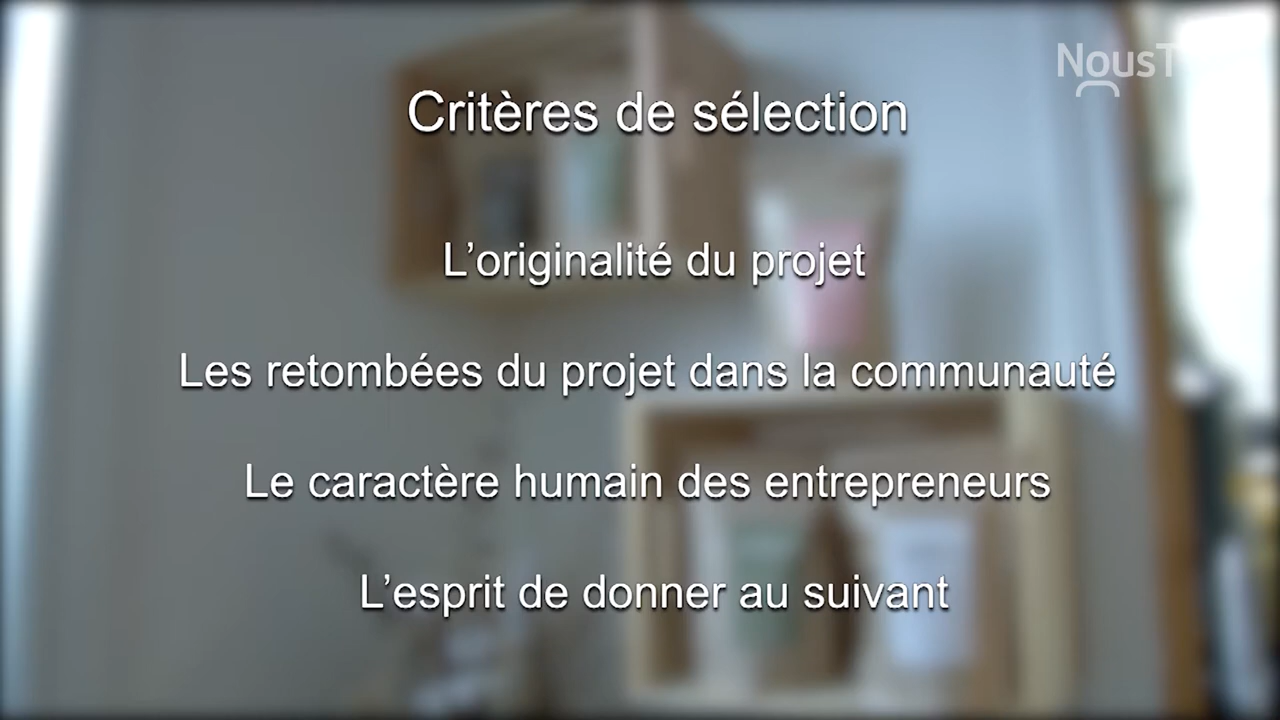 NousT
Critères de sélection
L’originalité du projet
Les retombées du projet dans la communauté
Le caractère humain des entrepreneurs
L’esprit de donner au suivant